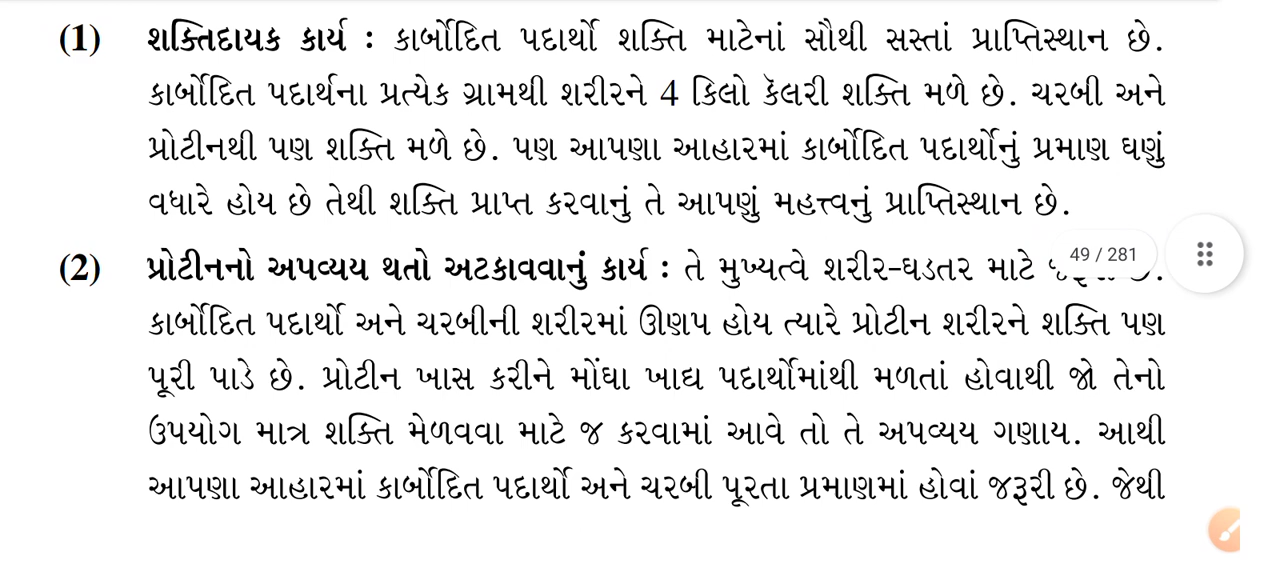 (1) શક્તિદાયક કાર્ય : કાર્બોદિત પદાર્થો શક્તિ માટેનાં સૌથી સસ્તાં પ્રાપ્તિસ્થાન છે.
કાર્બોદિત પદાર્થના પ્રત્યેક ગ્રામથી શરીરને 4 કિલો કૅલરી શક્તિ મળે છે. ચરબી અને
પ્રોટીનથી પણ શક્તિ મળે છે. પણ આપણા આહારમાં કાર્બોદિત પદાર્થોનું પ્રમાણ ઘણું
વધારે હોય છે તેથી શક્તિ પ્રાપ્ત કરવાનું તે આપણું મહત્ત્વનું પ્રાપ્તિસ્થાન છે.
(2) પ્રોટીનનો અપવ્યય થતો અટકાવવાનું કાર્ય : તે મુખ્યત્વે શરીર-ઘડતર માટે
49 / 281
કાર્બોદિત પદાર્થો અને ચરબીની શરીરમાં ઊણપ હોય ત્યારે પ્રોટીન શરીરને શક્તિ પણ
પૂરી પાડે છે. પ્રોટીન ખાસ કરીને મોંઘા ખાદ્ય પદાર્થોમાંથી મળતાં હોવાથી જો તેનો
ઉપયોગ માત્ર શક્તિ મેળવવા માટે જ કરવામાં આવે તો તે અપવ્યય ગણાય. આથી
આપણા આહારમાં કાર્બોદિત પદાર્થો અને ચરબી પૂરતા પ્રમાણમાં હોવાં જરૂરી છે. જેથી